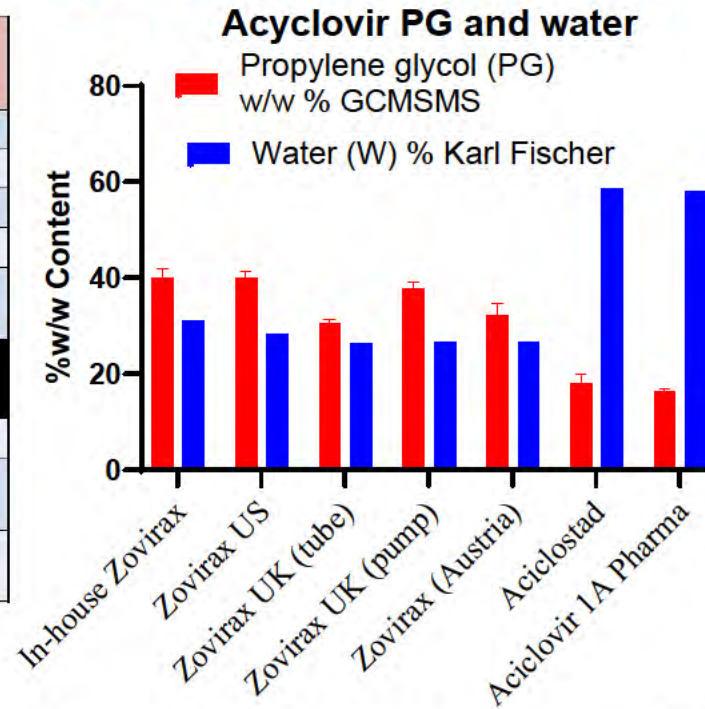 Acyclovir PG and water
Propylene glycol (PG)
w/w % GCMSMS
Water (W) % Karl Fischer
%w/w Content
80
60
40
20
0
In-house Zovirax
Zovirax US
Zovirax UK (tube)
Zovirax UK (pump)
Zovirax (Austria)
Aciclostad
Aciclovir 1A Pharma